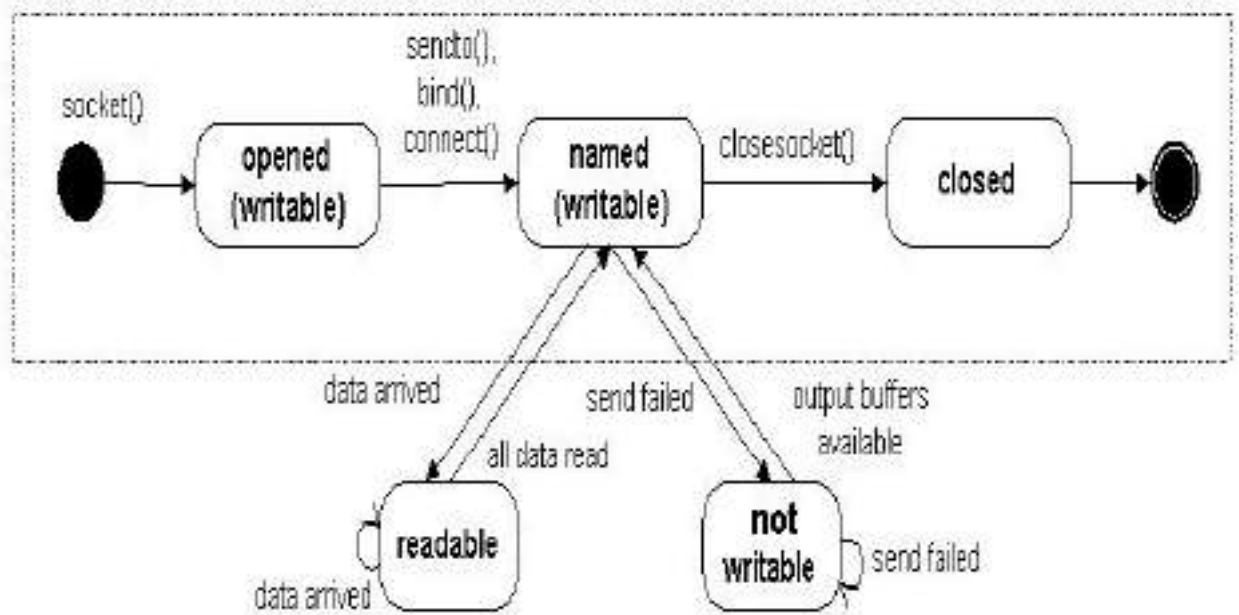 sendto(),
bind(),
connect()
socket()
opened
(writable)
named
(writable)
closesocket()
closed
data arrived
send failed
output buffers
available
all data read
readable
data arrived
not
writable
send failed